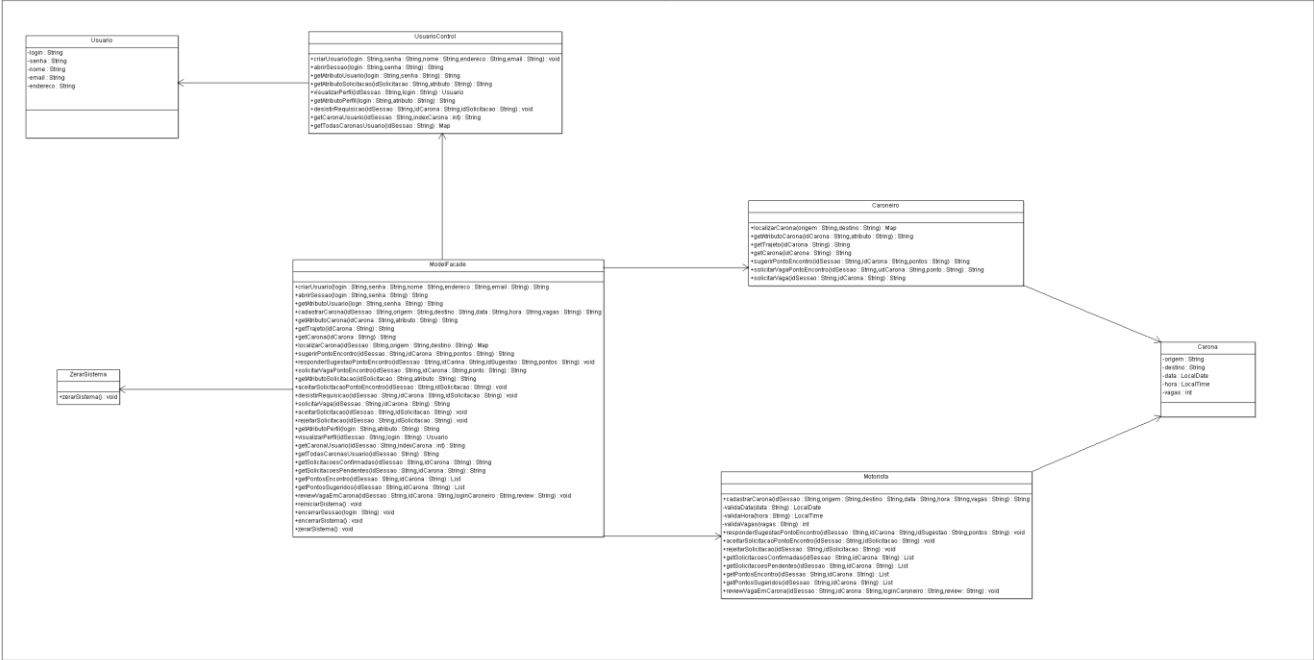 Usuario
-login : String
-senha : String
-nome : String
-email : String
-endereco : String
UsuarioControl
+criarUsuario(login : String,senha : String,nome : String,endereco : String,email : String) : void
+abrirSessao(login : String,senha : String) : String
+getAtributoUsuario(login : String,senha : String) : String
+getAtributoSolicitacao(idSolicitacao : String,atributo : String) : String
+visualizarPerfil(idSessao : String,login : String) : Usuario
+getAtributoPerfil(login : String,atributo : String) : String
+desistirRequisicao(idSessao : String,idCarona : String,idSolicitacao : String) : void
+getCaronaUsuario(idSessao : String,indexCarona : int) : String
+getTodasCaronasUsuario(idSessao : String) : Map
Caroneiro
+localizarCarona(origem : String,destino : String) : Map
+getAtributoCarona(idCarona : String,atributo : String) : String
+getTrajeto(idCarona : String) : String
+getCarona(idCarona : String) : String
+sugerirPontoEncontro(idSessao : String,idCarona : String,pontos : String) : String
+solicitarVagaPontoEncontro(idSessao : String,udCarona : String,ponto : String) : String
+solicitarVaga(idSessao : String,idCarona : String) : String
ModelFacade
+criarUsuario(login : String,senha : String,nome : String,endereco : String,email : String) : String
+abrirSessao(login : String,senha : String) : String
+getAtributoUsuario(login : String,senha : String) : String
+cadastrarCarona(idSessao : String,origem : String,destino : String,data : String,hora : String,vagas : String) : String
+getAtributoCarona(idCarona : String,atributo : String) : String
+getTrajeto(idCarona : String) : String
+getCarona(idCarona : String) : String
+localizarCarona(idSessao : String,origem : String,destino : String) : Map
+sugerirPontoEncontro(idSessao : String,idCarona : String,pontos : String) : String
+responderSugestaoPontoEncontro(idSessao : String,idCarina : String,idSugestao : String,pontos : String) : void
+solicitarVagaPontoEncontro(idSessao : String,idCarona : String,ponto : String) : String
+getAtributoSolicitacao(idSolicitacao : String,atributo : String) : String
+aceitarSolicitacaoPontoEncontro(idSessao : String,idSolicitacao : String) : void
+desistirRequisicao(idSessao : String,idCarona : String,idSolicitacao : String) : void
+solicitarVaga(idSessao : String,idCarona : String) : String
+aceitarSolicitacao(idSessao : String,idSolicitacao : String) : void
+rejeitarSolicitacao(idSessao : String,idSolicitacao : String) : void
+getAtributoPerfil(login : String,atributo : String) : String
+visualizarPerfil(idSessao : String,login : String) : Usuario
+getCaronaUsuario(idSessao : String,indexCarona : int) : String
+getTodasCaronasUsuario(idSessao : String) : String
+getSolicitacoesConfirmadas(idSessao : String,idCarona : String) : String
+getSolicitacoesPendentes(idSessao : String,idCarona : String) : String
+getPontosEncontro(idSessao : String,idCarona : String) : List
+getPontosSugeridos(idSessao : String,idCarona : String) : List
+reviewVagaEmCarona(idSessao : String,idCarona : String,loginCaroneiro : String,review : String) : void
+reiniciarSistema() : void
+encerrarSessao(login : String) : void
+encerrarSistema() : void
+zerarSistema() : void
ZerarSistema
+zerarSistema() : void
Carona
-origem : String
-destino : String
-data : LocalDate
-hora : LocalTime
-vagas : int
Motorista
+cadastrarCarona(idSessao : String,origem : String,destino : String,data : String,hora : String,vagas : String) : String
-validaData(data : String) : LocalDate
-validaHora(hora : String) : LocalTime
-validaVagas(vagas : String) : int
+responderSugestaoPontoEncontro(idSessao : String,idCarona : String,idSugestao : String,pontos : String) : void
+aceitarSolicitacaoPontoEncontro(idSessao : String,idSolicitacao : String) : void
+rejeitarSolicitacao(idSessao : String,idSolicitacao : String) : void
+getSolicitacoesConfirmadas(idSessao : String,idCarona : String) : List
+getSolicitacoesPendentes(idSessao : String,idCarona : String) : List
+getPontosEncontro(idSessao : String,idCarona : String) : List
+getPontosSugeridos(idSessao : String,idCarona : String) : List
+reviewVagaEmCarona(idSessao : String,idCarona : String,loginCaroneiro : String,review : String) : void